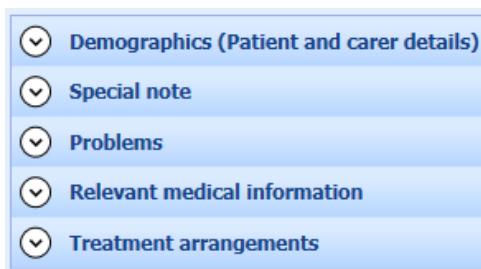 Demographics (Patient and carer details)
Special note
Problems
Relevant medical information
Treatment arrangements